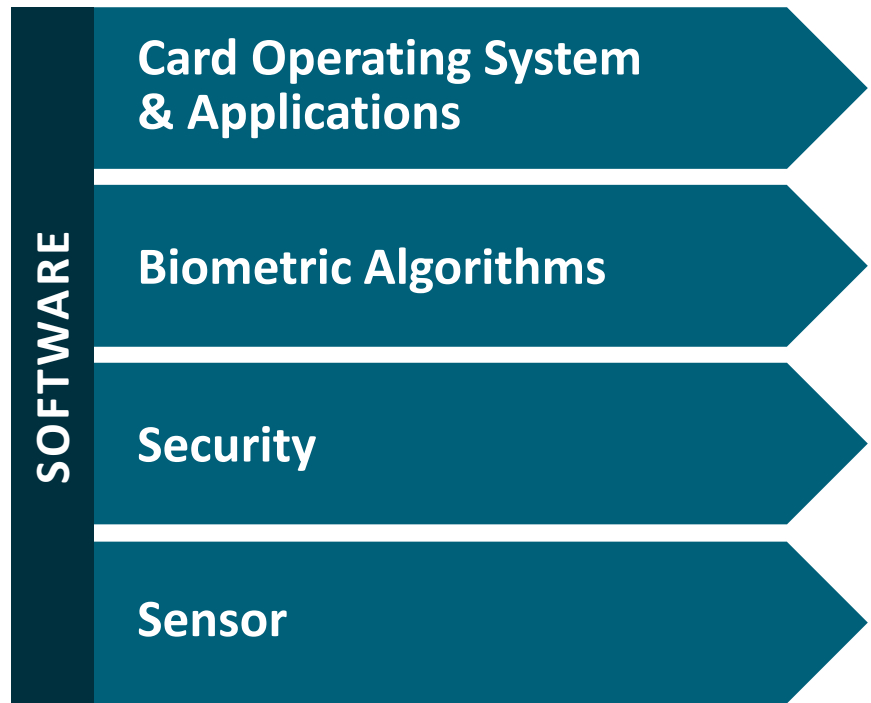 SOFTWARE
Card Operating System
& Applications
Biometric Algorithms
Security
Sensor